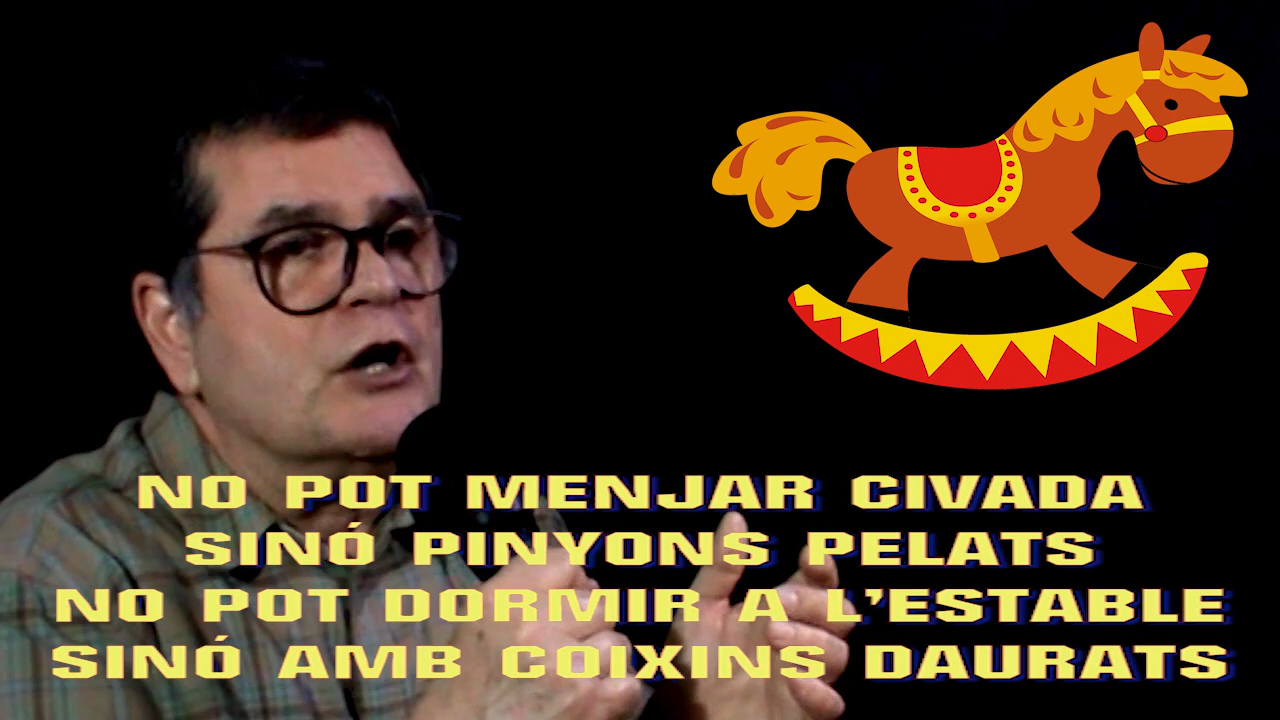 NO POT MENJAR CIVADA
SINÓ PINYONS PELATS
NO POT DORMIR A L'ESTABLE
SINÓ AMB COIXINS DAURATS